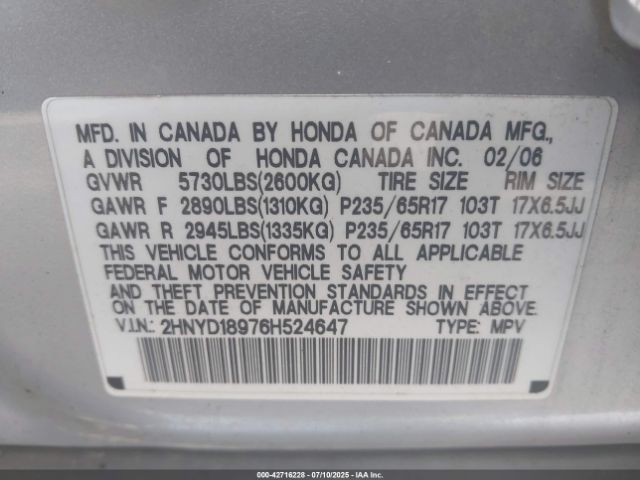 MFD. IN CANADA BY HONDA OF CANADA MFG.,
A DIVISION OF HONDA CANADA INC. 02/06
GVWR 5730LBS(2600KG) TIRE SIZE RIM SIZE
GAWR F 2890LBS(1310KG) P235/65R17 103T 17X6.5JJ
GAWR R 2945LBS(1335KG) P235/65R17 103T 17X6.5JJ
THIS VEHICLE CONFORMS TO ALL APPLICABLE
FEDERAL MOTOR VEHICLE SAFETY
AND THEFT PREVENTION STANDARDS IN EFFECT
ON THE DATE OF MANUFACTURE SHOWN ABOVE.
V.I.N.: 2HNYD18976H524647 TYPE: MPV
000-42716228 - 07/10/2025 - IAAI.COM